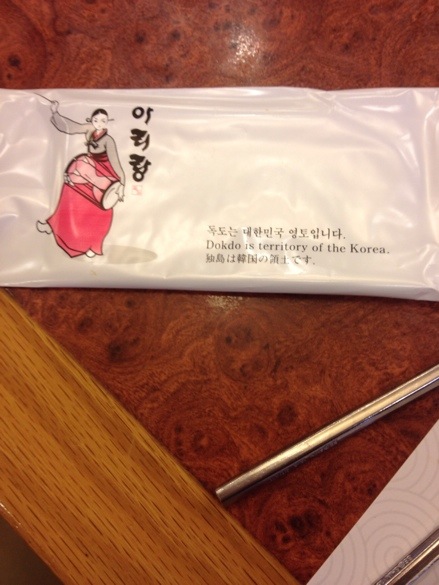 아리랑
독도는 대한민국 영토입니다.
Dokdo is territory of the Korea.
独島は韓国の領土です.